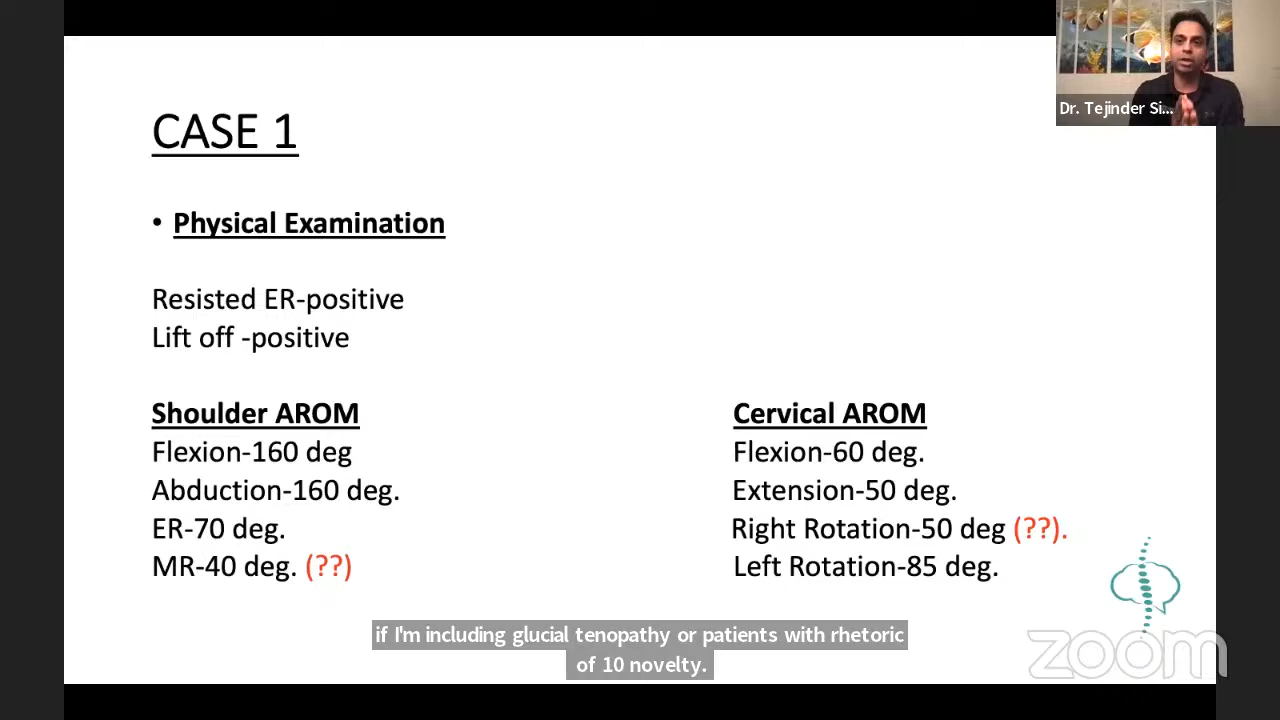 Dr. Tejinder Si...
CASE 1
• Physical Examination
Resisted ER-positive
Lift off -positive
Shoulder AROM
Flexion-160 deg
Abduction-160 deg.
ER-70 deg.
MR-40 deg. (??)
Cervical AROM
Flexion-60 deg.
Extension-50 deg.
Right Rotation-50 deg (??).
Left Rotation-85 deg.
if I'm including glucial tenopathy or patients with rhetoric
of 10 novelty.
zoom